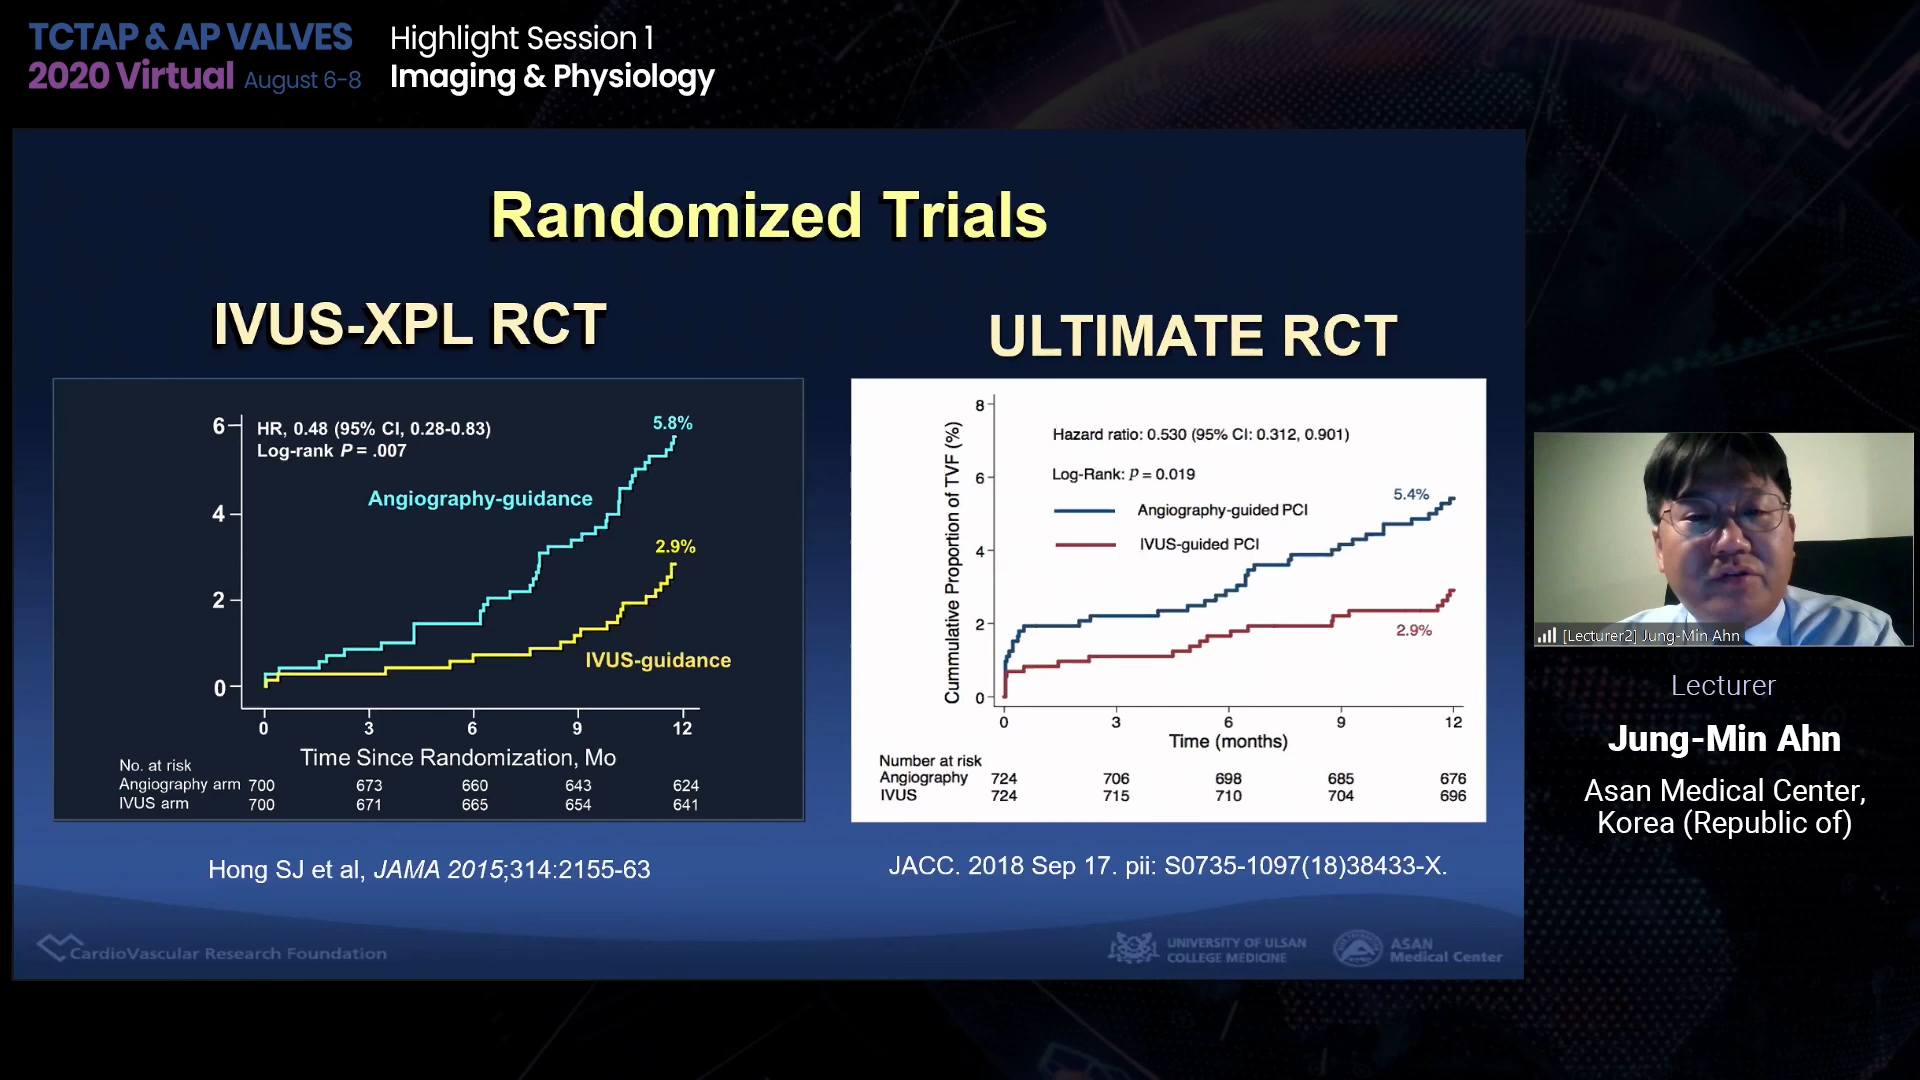 TCTAP & AP VALVES
2020 Virtual August 6-8
Highlight Session 1
Imaging & Physiology
Randomized Trials
IVUS-XPL RCT
6
4
2
0
HR, 0.48 (95% CI, 0.28-0.83)
Log-rank P = .007
5.8%
Angiography-guidance
2.9%
IVUS-guidance
0 3 6 9 12
Time Since Randomization, Mo
No. at risk
Angiography arm 700 673 660 643 624
IVUS arm 700 671 665 654 641
Hong SJ et al, JAMA 2015;314:2155-63
ULTIMATE RCT
Cummulative Proportion of TVF (%)
8
6
4
2
0
Hazard ratio: 0.530 (95% CI: 0.312, 0.901)
Log-Rank: P = 0.019
Angiography-guided PCI
IVUS-guided PCI
5.4%
2.9%
0 3 6 9 12
Time (months)
Number at risk
Angiography 724 706 698 685 676
IVUS 724 715 710 704 696
JACC. 2018 Sep 17. pii: S0735-1097(18)38433-X.
CardioVascular Research Foundation
UNIVERSITY OF ULSAN
COLLEGE MEDICINE
ASAN
Medical Center
[Lecturer2] Jung-Min Ahn
Lecturer
Jung-Min Ahn
Asan Medical Center,
Korea (Republic of)